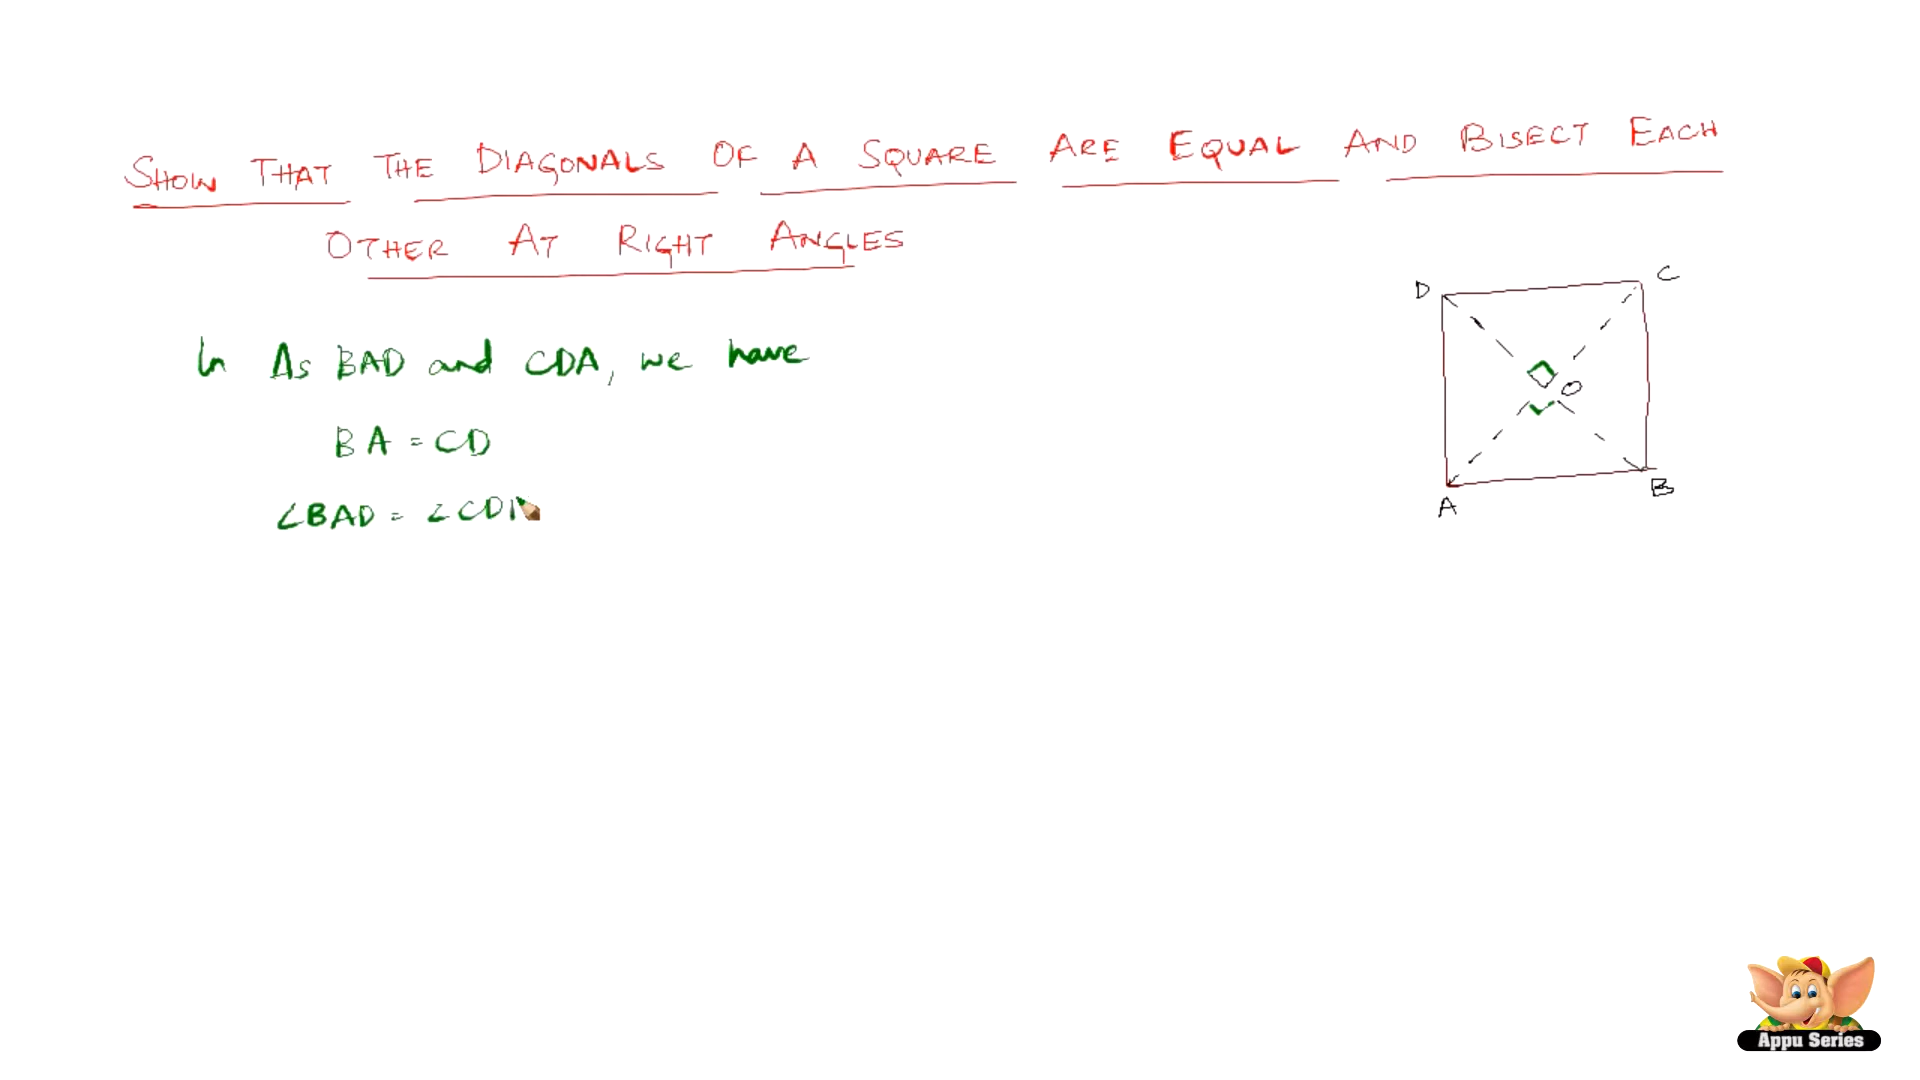 SHOW THAT THE DIAGONALS OF A SQUARE ARE EQUAL AND BISECT EACH
OTHER AT RIGHT ANGLES
In Δs BAD and CDA, we have
BA = CD
∠BAD = ∠CD
D
C
O
A
B
Appu Series